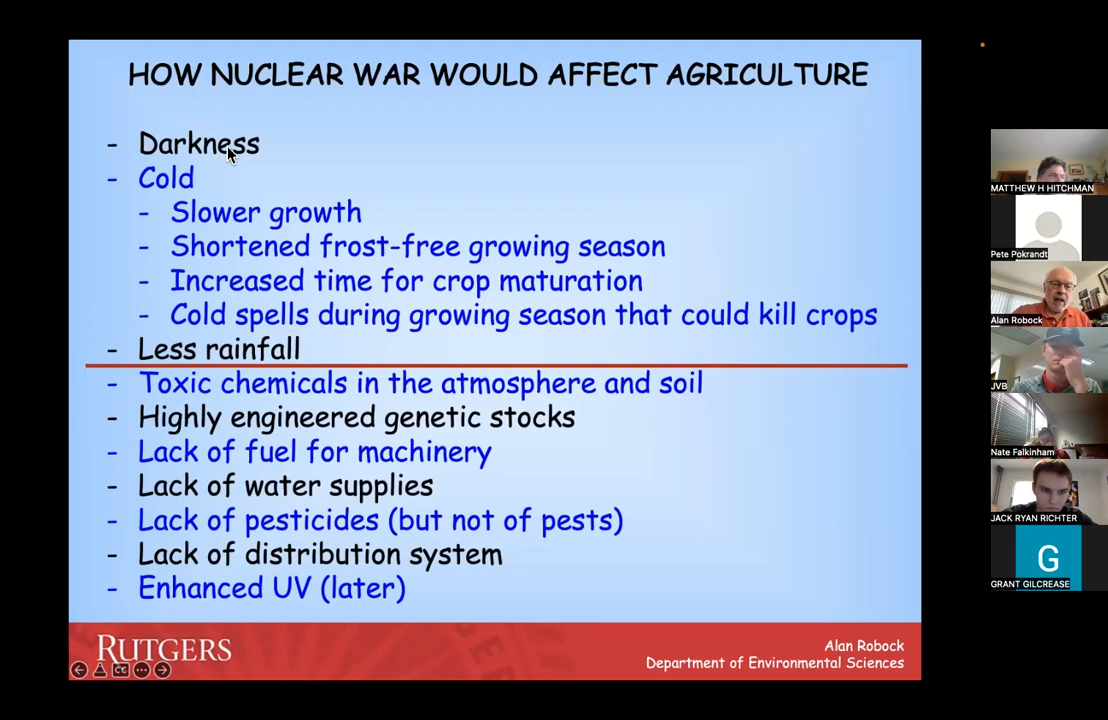 HOW NUCLEAR WAR WOULD AFFECT AGRICULTURE
- Darkness
- Cold
- Slower growth
- Shortened frost-free growing season
- Increased time for crop maturation
- Cold spells during growing season that could kill crops
- Less rainfall
- Toxic chemicals in the atmosphere and soil
- Highly engineered genetic stocks
- Lack of fuel for machinery
- Lack of water supplies
- Lack of pesticides (but not of pests)
- Lack of distribution system
- Enhanced UV (later)
RUTGERS
CC
Alan Robock
Department of Environmental Sciences
MATTHEW H HITCHMAN
Pete Pokrandt
Alan Robock
JVB
Nate Falkinham
JACK RYAN RICHTER
G
GRANT GILCREASE